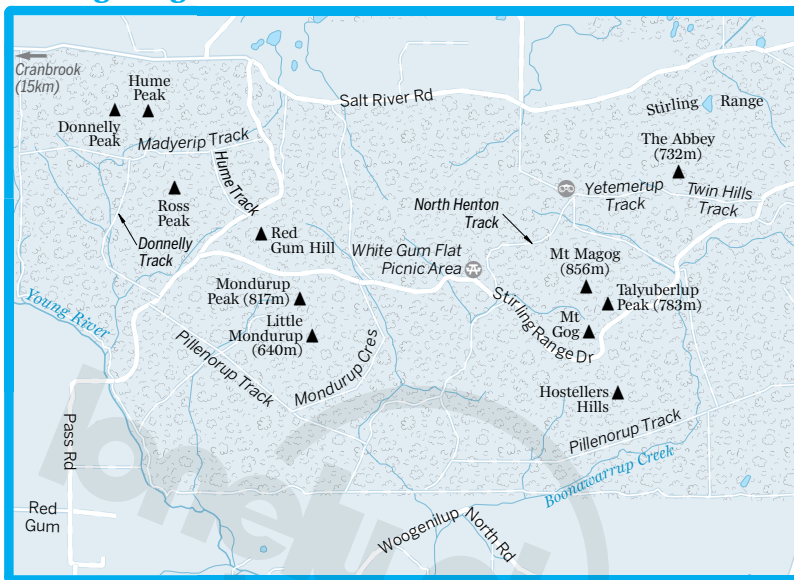 Cranbrook
(15km)
Hume
Peak
Donnelly
Peak
Salt River Rd
Stirling Range
Madyerip Track
The Abbey
(732m)
Hume Track
Ross
Peak
Yetemerup
Track
Twin Hills
Track
North Henton
Track
Donnelly
Track
Red
Gum Hill
White Gum Flat
Picnic Area
Mt Magog
(856m)
Mondurup
Peak (817m)
Talyuberlup
Peak (783m)
Young River
Little
Mondurup
(640m)
Mt
Gog
Stirling Range Dr
Pillenorup Track
Mondurup Cres
Hostellers
Hills
Pass Rd
Pillenorup Track
Boonawarrup Creek
Red
Gum
Woogenilup
North Rd